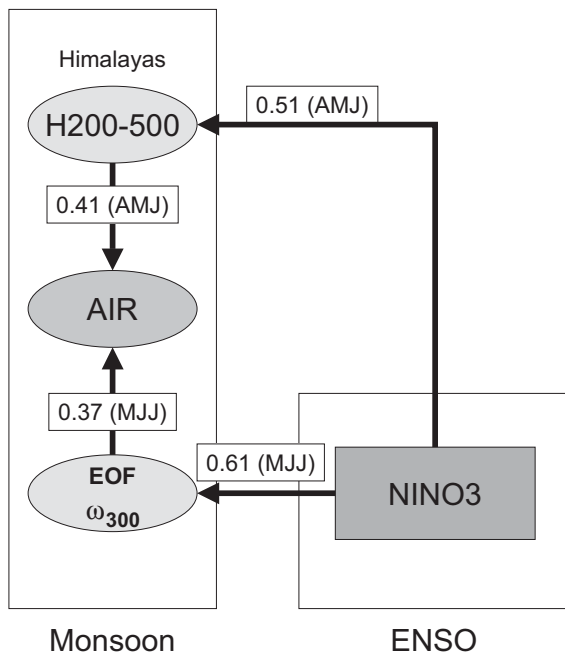 Himalayas
H200-500
0.51 (AMJ)
0.41 (AMJ)
AIR
0.37 (MJJ)
0.61 (MJJ)
EOF
ω300
NINO3
Monsoon
ENSO